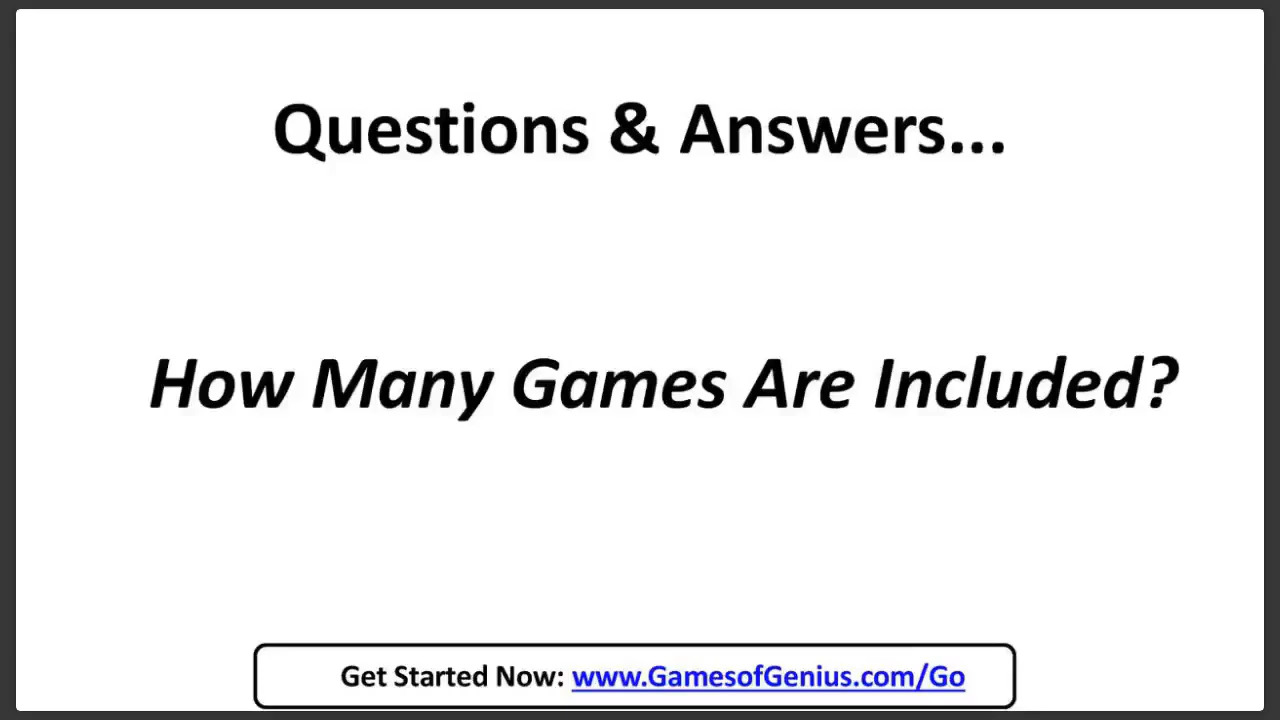 Questions & Answers...
How Many Games Are Included?
Get Started Now: www.GamesofGenius.com/Go